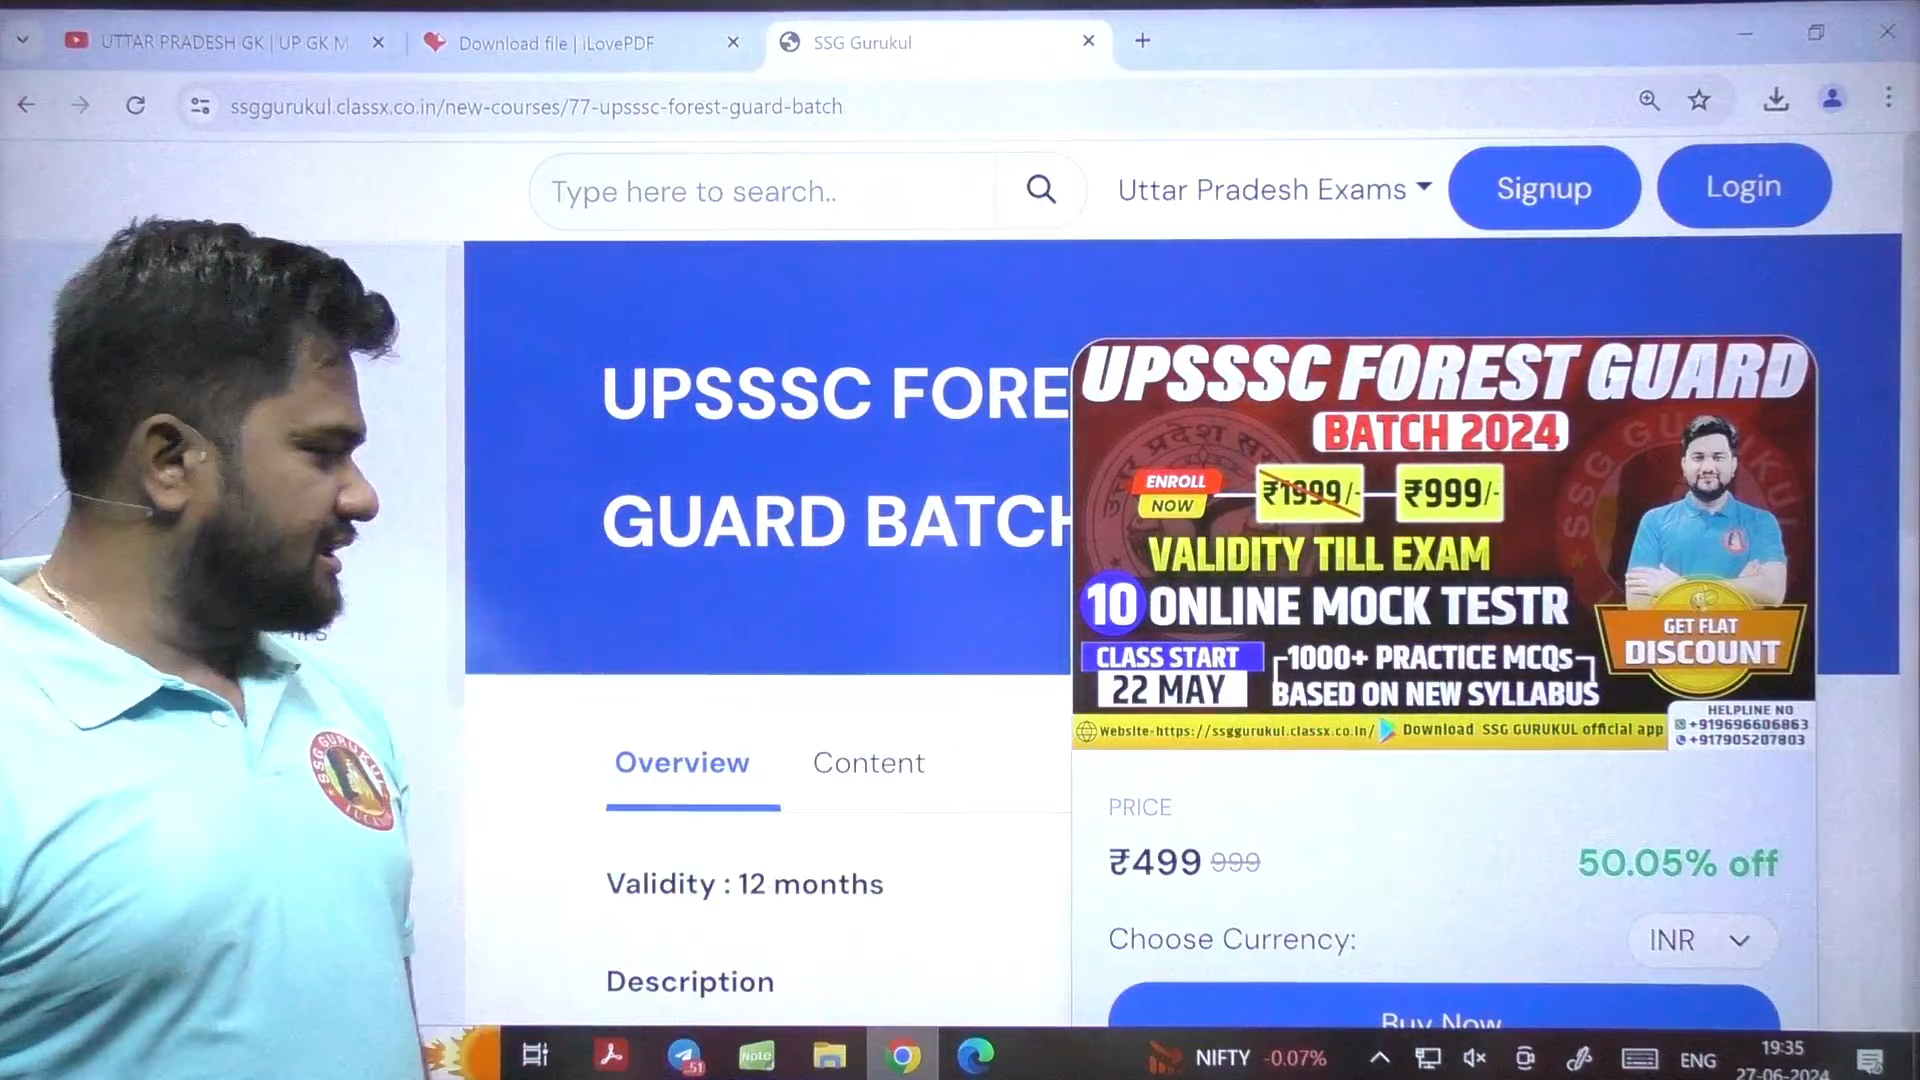 UTTAR PRADESH GK | UP GK M
Download file | iLovePDF
SSG Gurukul
ssggurukul.classx.co.in/new-courses/77-upsssc-forest-guard-batch
Type here to search..
Uttar Pradesh Exams
Signup
Login
UPSSSC FORE
GUARD BATCH
UPSSSC FOREST GUARD
BATCH 2024
ENROLL
NOW
₹1999/-
₹999/-
VALIDITY TILL EXAM
10 ONLINE MOCK TESTR
CLASS START
22 MAY
1000+ PRACTICE MCQs
BASED ON NEW SYLLABUS
GET FLAT
DISCOUNT
Website-https://ssggurukul.classx.co.in/
Download SSG GURUKUL official app
HELPLINE NO
+919696606863
+917905207803
SSG GURUKUL
Overview
Content
PRICE
₹499 999
50.05% off
Validity : 12 months
Choose Currency:
INR
Description
Buy Now
Note
51
NIFTY -0.07%
ENG
19:35
27-06-2024